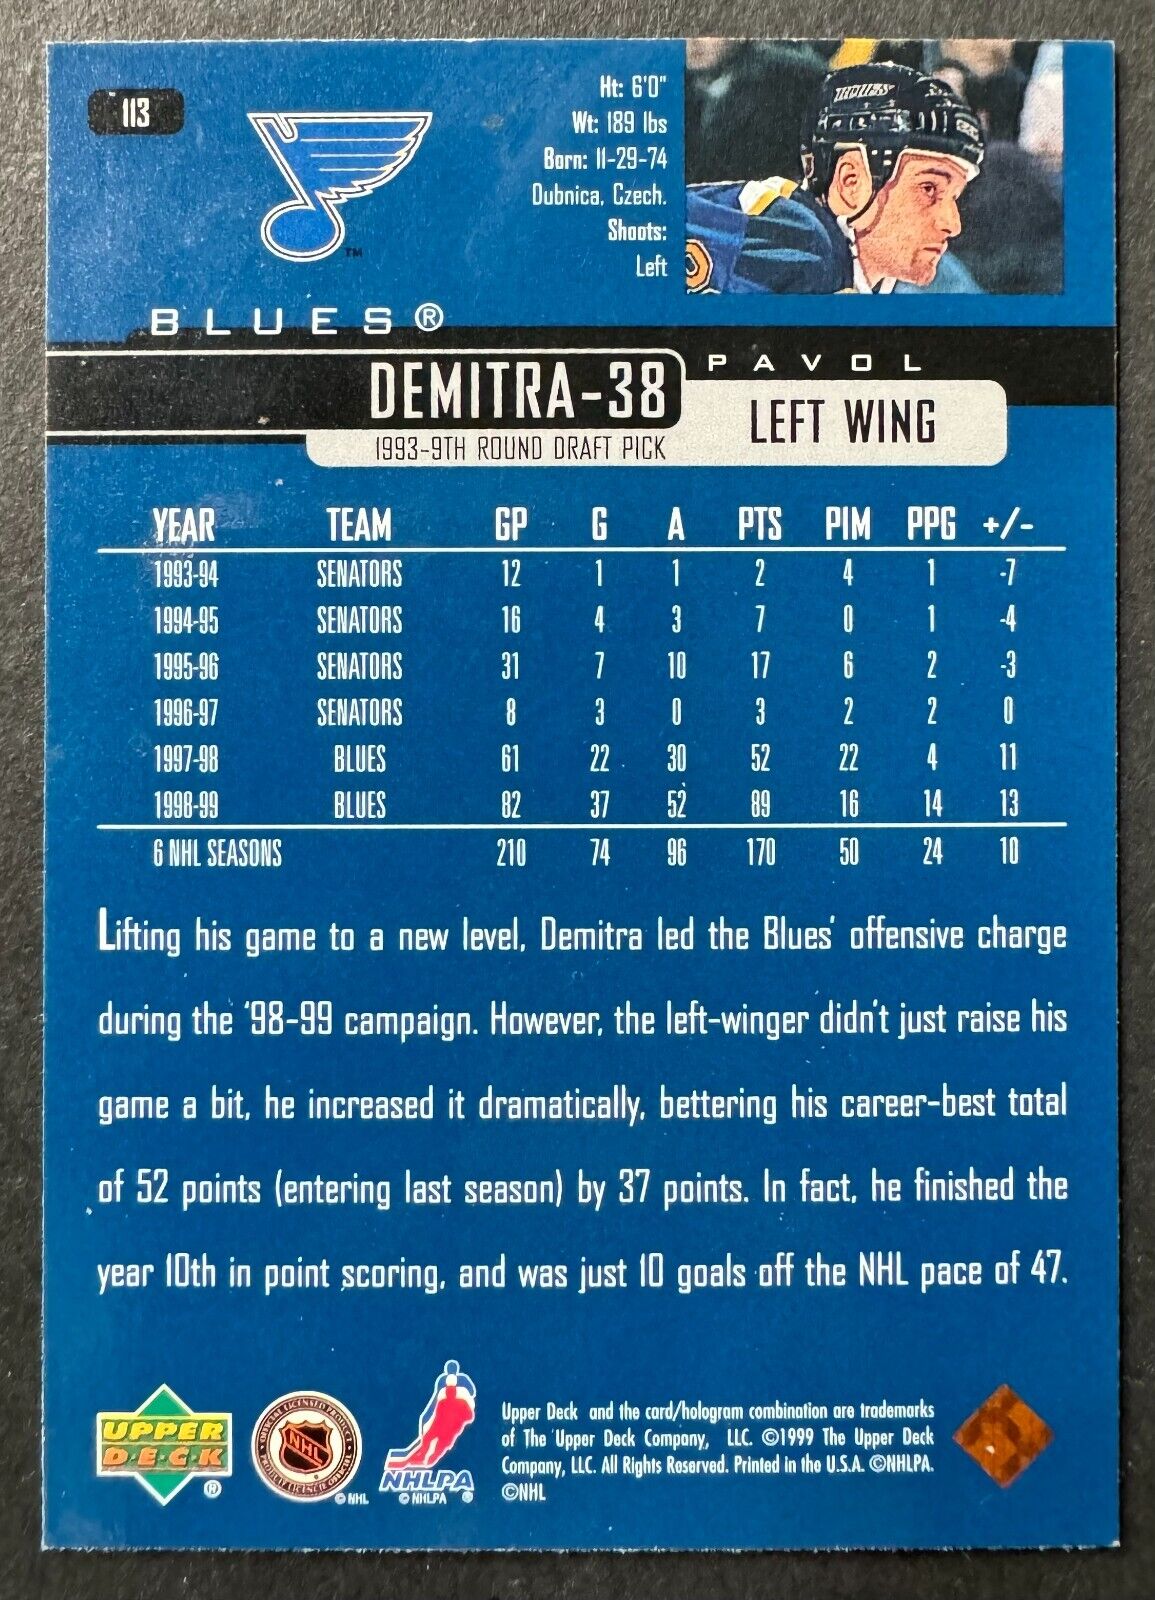 113
Ht: 6'0"
Wt: 189 lbs
Born: 11-29-74
Dubnica, Czech.
Shoots:
Left
TM
BLUES
BLUES®
PAVOL
DEMITRA-38
LEFT WING
1993-9TH ROUND DRAFT PICK
YEAR TEAM GP G A PTS PIM PPG +/-
1993-94 SENATORS 12 1 1 2 4 1 -7
1994-95 SENATORS 16 4 3 7 0 1 -4
1995-96 SENATORS 31 7 10 17 6 2 -3
1996-97 SENATORS 8 3 0 3 2 2 0
1997-98 BLUES 61 22 30 52 22 4 11
1998-99 BLUES 82 37 52 89 16 14 13
6 NHL SEASONS 210 74 96 170 50 24 10
Lifting his game to a new level, Demitra led the Blues' offensive charge
during the '98-99 campaign. However, the left-winger didn't just raise his
game a bit, he increased it dramatically, bettering his career-best total
of 52 points (entering last season) by 37 points. In fact, he finished the
year 10th in point scoring, and was just 10 goals off the NHL pace of 47.
UPPER
DECK
®
OFFICIAL LICENSED PRODUCT
NHL
© NHL
NHLPA
© NHLPA ®
Upper Deck and the card/hologram combination are trademarks
of The Upper Deck Company, LLC. ©1999 The Upper Deck
Company, LLC. All Rights Reserved. Printed in the U.S.A. ©NHLPA.
©NHL